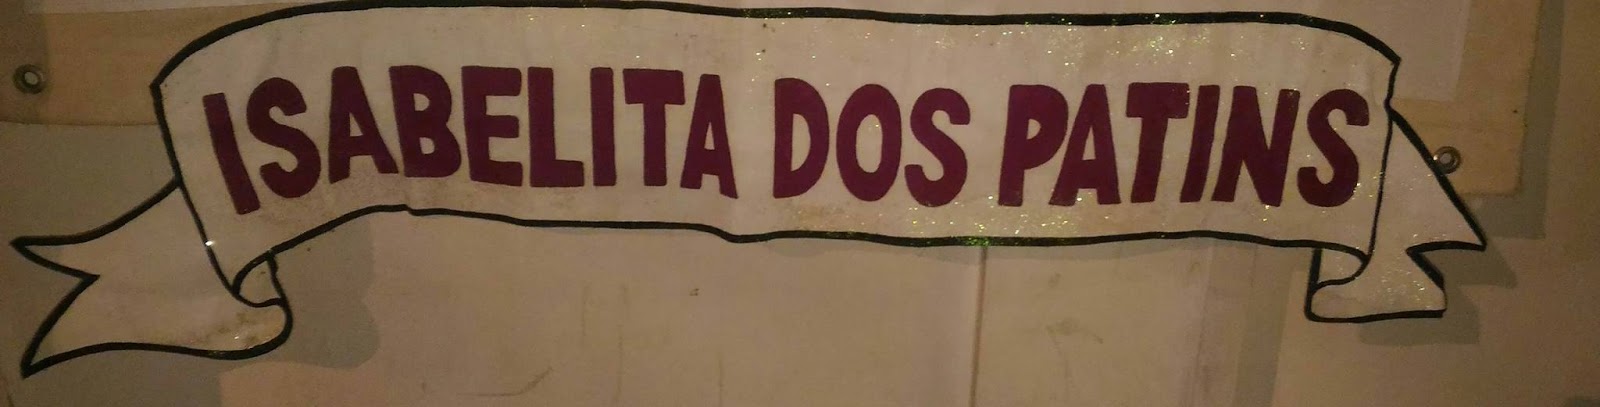 ISABELITA DOS PATINS